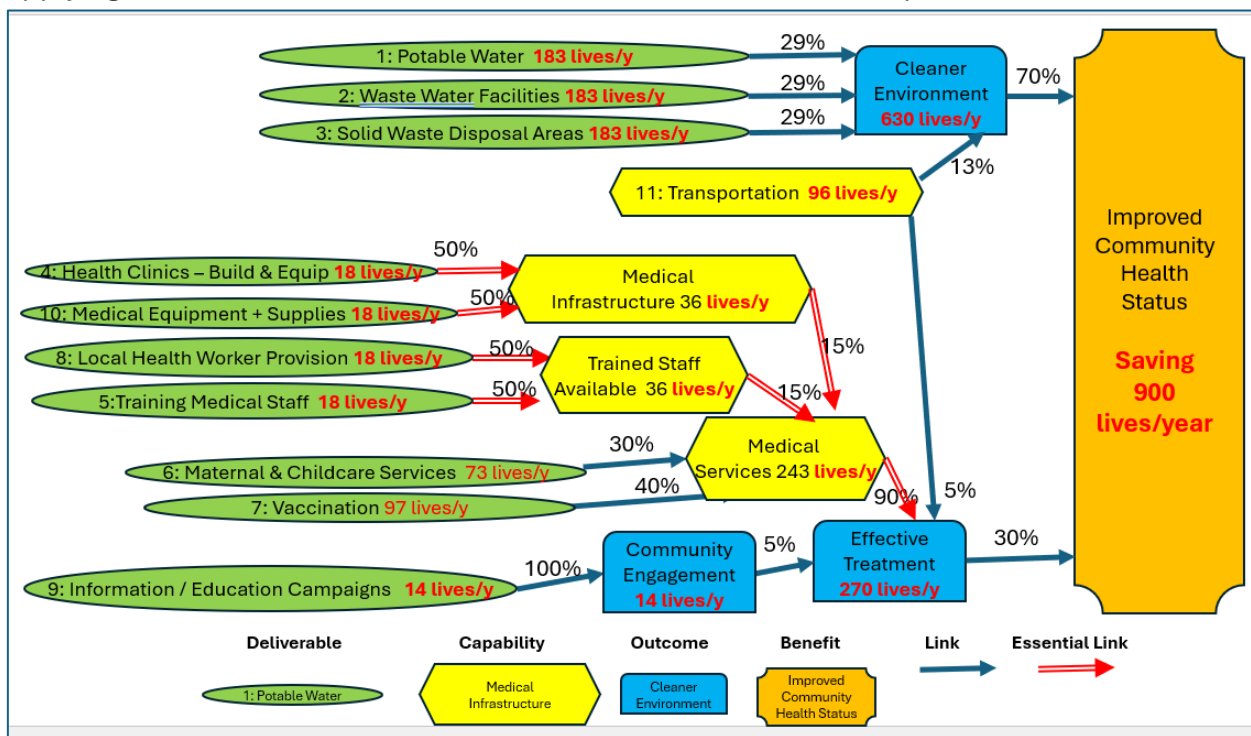 1: Potable Water 183 lives/y
29%
2: Waste Water Facilities 183 lives/y
29%
3: Solid Waste Disposal Areas 183 lives/y
29%
Cleaner
Environment
630 lives/y
70%
11: Transportation 96 lives/y
13%
Improved
Community
Health
Status
Saving
900
lives/year
4: Health Clinics – Build & Equip 18 lives/y
50%
10: Medical Equipment + Supplies 18 lives/y
50%
Medical
Infrastructure 36 lives/y
15%
8: Local Health Worker Provision 18 lives/y
50%
5:Training Medical Staff 18 lives/y
50%
Trained Staff
Available 36 lives/y
15%
Medical
Services 243 lives/y
6: Maternal & Childcare Services 73 lives/y
30%
7: Vaccination 97 lives/y
40%
90%
5%
9: Information / Education Campaigns 14 lives/y
100%
Community
Engagement
14 lives/y
5%
Effective
Treatment
270 lives/y
30%
Deliverable
Capability
Outcome
Benefit
Link
Essential Link
1: Potable Water
Medical
Infrastructure
Cleaner
Environment
Improved
Community
Health Status